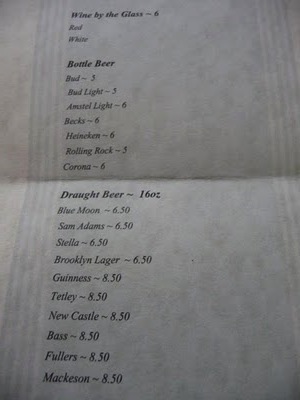 Wine by the Glass ~ 6
Red
White
Bottle Beer
Bud ~ 5
Bud Light ~ 5
Amstel Light ~ 6
Becks ~ 6
Heineken ~ 6
Rolling Rock ~ 5
Corona ~ 6
Draught Beer ~ 16oz
Blue Moon ~ 6.50
Sam Adams ~ 6.50
Stella ~ 6.50
Brooklyn Lager ~ 6.50
Guinness ~ 8.50
Tetley ~ 8.50
New Castle ~ 8.50
Bass ~ 8.50
Fullers ~ 8.50
Mackeson ~ 8.50